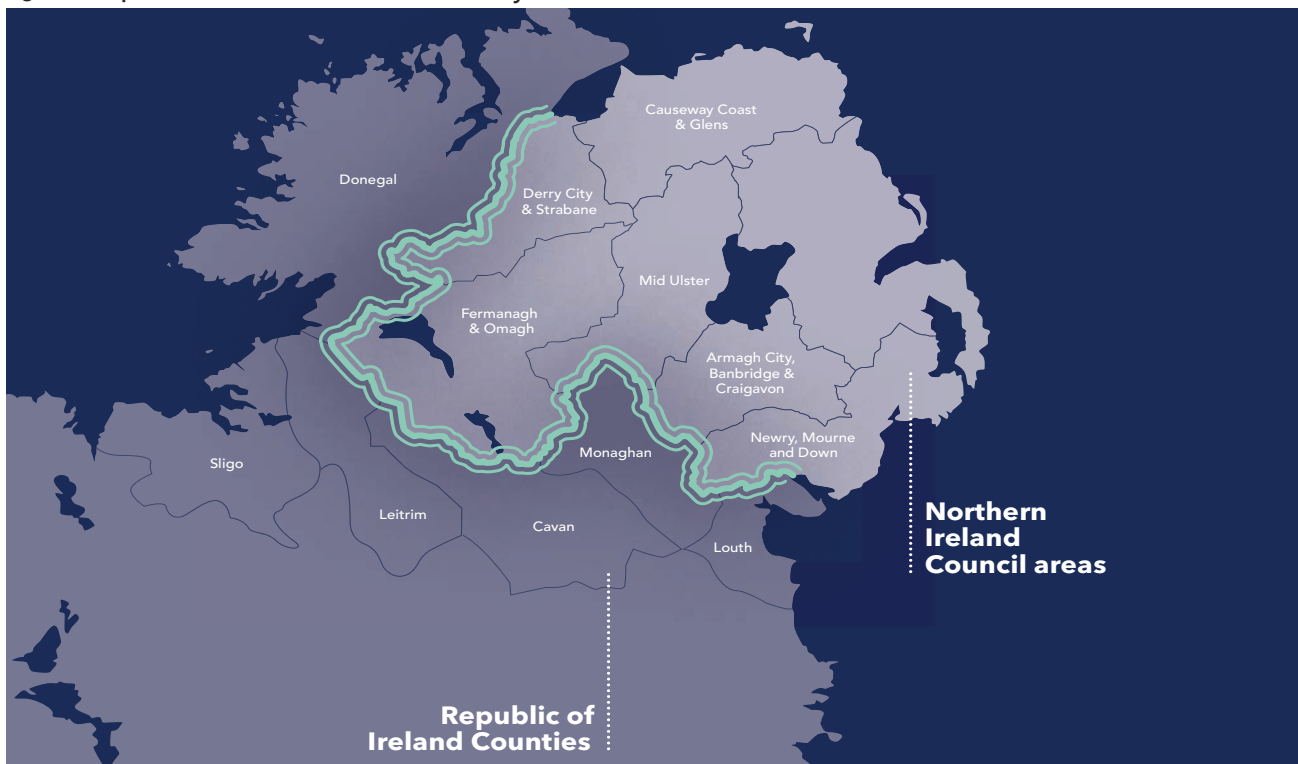 Causeway Coast
& Glens
Donegal
Derry City
& Strabane
Mid Ulster
Fermanagh
& Omagh
Armagh City,
Banbridge &
Craigavon
Newry, Mourne
and Down
Monaghan
Sligo
Leitrim
Cavan
Louth
Northern
Ireland
Council areas
Republic of
Ireland Counties